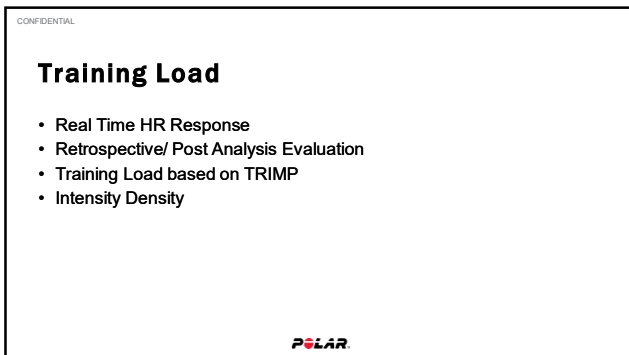 CONFIDENTIAL
Training Load
• Real Time HR Response
• Retrospective/ Post Analysis Evaluation
• Training Load based on TRIMP
• Intensity Density
POLAR.